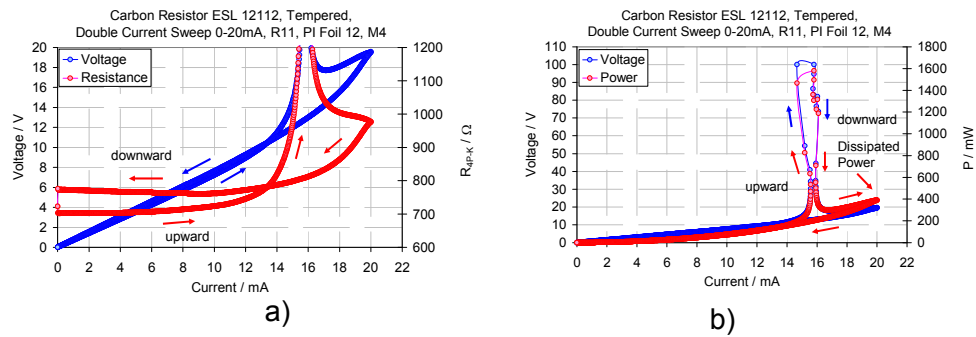 Carbon Resistor ESL 12112, Tempered,
Double Current Sweep 0-20mA, R11, PI Foil 12, M4
Voltage / V
20
18
16
14
12
10
8
6
4
2
0
Voltage
Resistance
downward
upward
1200
1100
1000
900
800
700
600
R4P-K / Ω
0 2 4 6 8 10 12 14 16 18 20 22
Current / mA
a)
Carbon Resistor ESL 12112, Tempered,
Double Current Sweep 0-20mA, R11, PI Foil 12, M4
Voltage / V
110
100
90
80
70
60
50
40
30
20
10
0
Voltage
Power
downward
Dissipated
Power
upward
1800
1600
1400
1200
1000
800
600
400
200
0
P / mW
0 2 4 6 8 10 12 14 16 18 20 22
Current / mA
b)